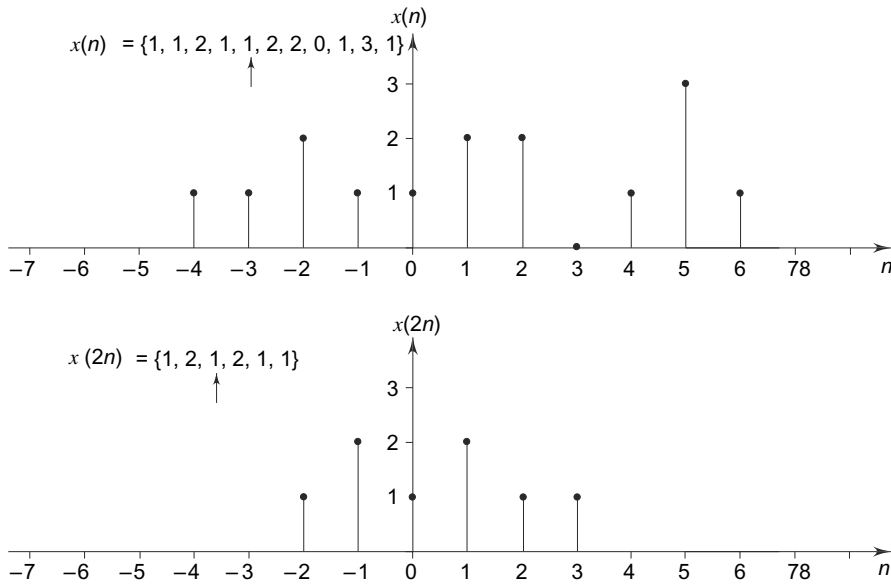 x(n)
x(n) = {1, 1, 2, 1, 1, 2, 2, 0, 1, 3, 1}
3
2
1
–7 –6 –5 –4 –3 –2 –1 0 1 2 3 4 5 6 78 n
x(2n)
x (2n) = {1, 2, 1, 2, 1, 1}
3
2
1
–7 –6 –5 –4 –3 –2 –1 0 1 2 3 4 5 6 78 n